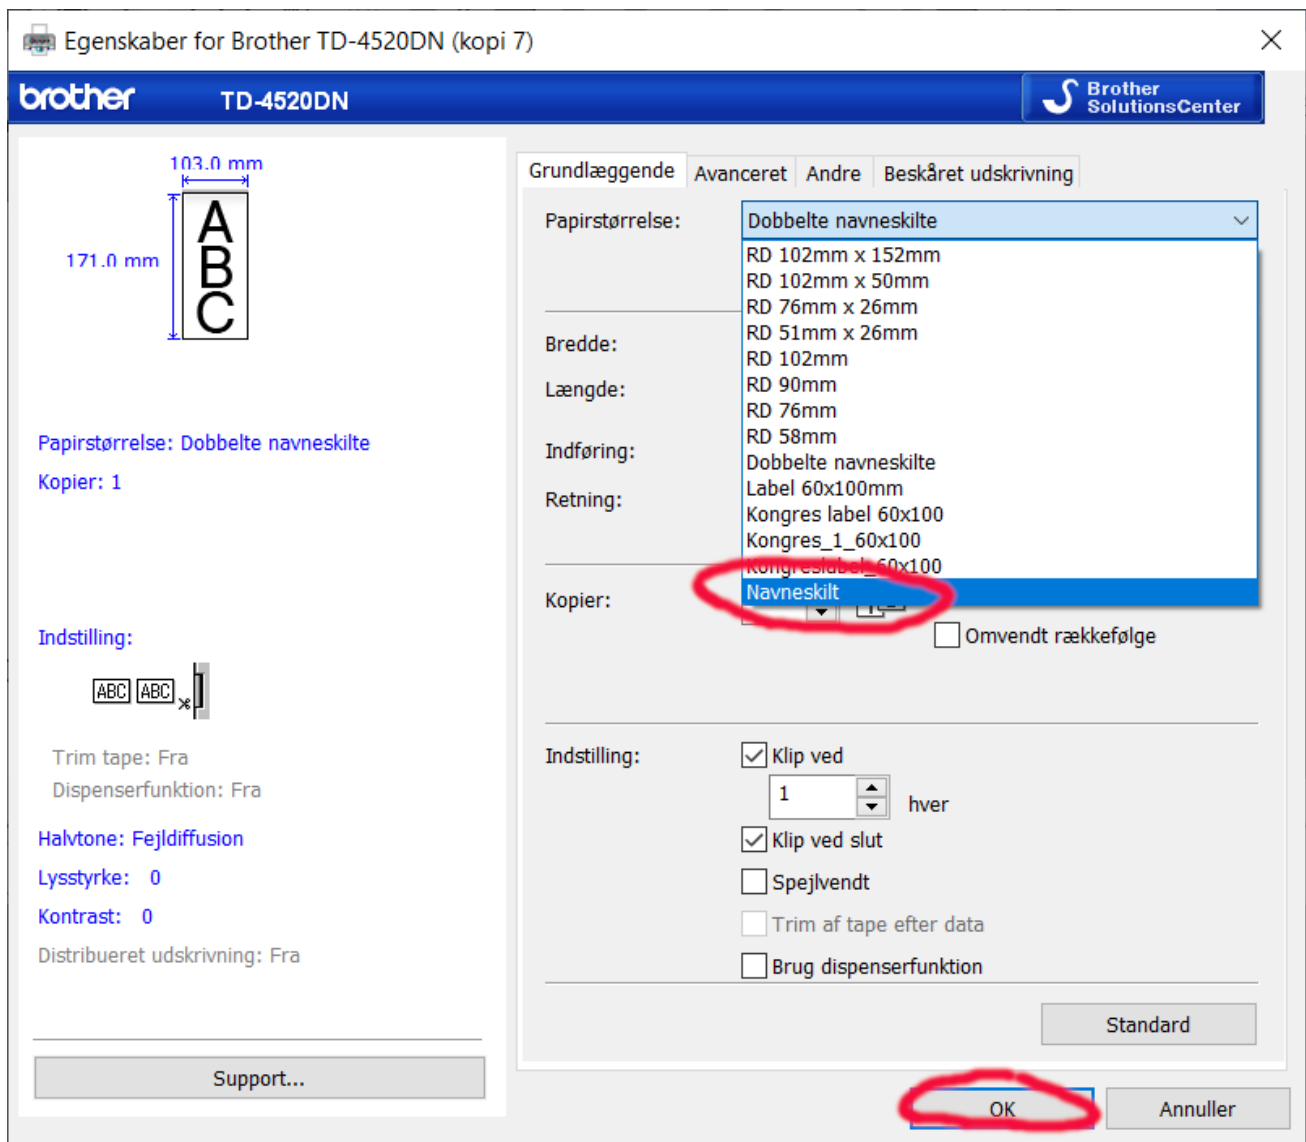 Egenskaber for Brother TD-4520DN (kopi 7)
brother
TD-4520DN
Brother
SolutionsCenter
103.0 mm
171.0 mm
A
B
C
Papirstørrelse: Dobbelte navneskilte
Kopier: 1
Indstilling:
ABC ABC
Trim tape: Fra
Dispenserfunktion: Fra
Halvtone: Fejldiffusion
Lysstyrke: 0
Kontrast: 0
Distribueret udskrivning: Fra
Support...
Grundlæggende Avanceret Andre Beskåret udskrivning
Papirstørrelse: Dobbelte navneskilte
RD 102mm x 152mm
RD 102mm x 50mm
RD 76mm x 26mm
RD 51mm x 26mm
RD 102mm
RD 90mm
RD 76mm
RD 58mm
Dobbelte navneskilte
Label 60x100mm
Kongres label 60x100
Kongres_1_60x100
Kongreslabel_60x100
Navneskilt
Bredde:
Længde:
Indføring:
Retning:
Kopier:
Omvendt rækkefølge
Indstilling:
Klip ved
1 hver
Klip ved slut
Spejlvendt
Trim af tape efter data
Brug dispenserfunktion
Standard
OK
Annuller